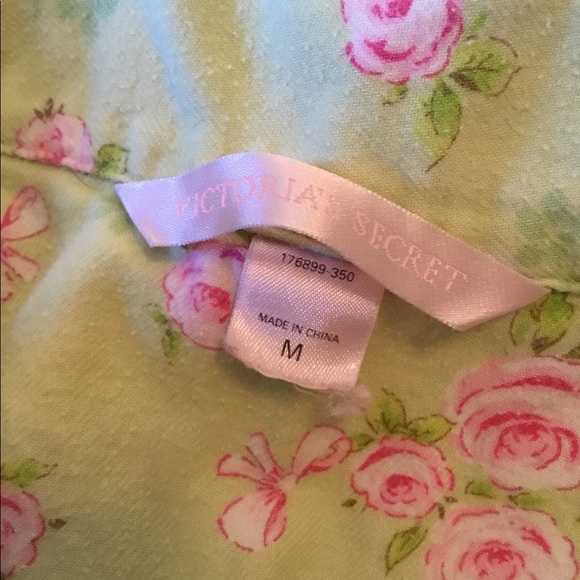 VICTORIA'S SECRET
176899-350
MADE IN CHINA
M